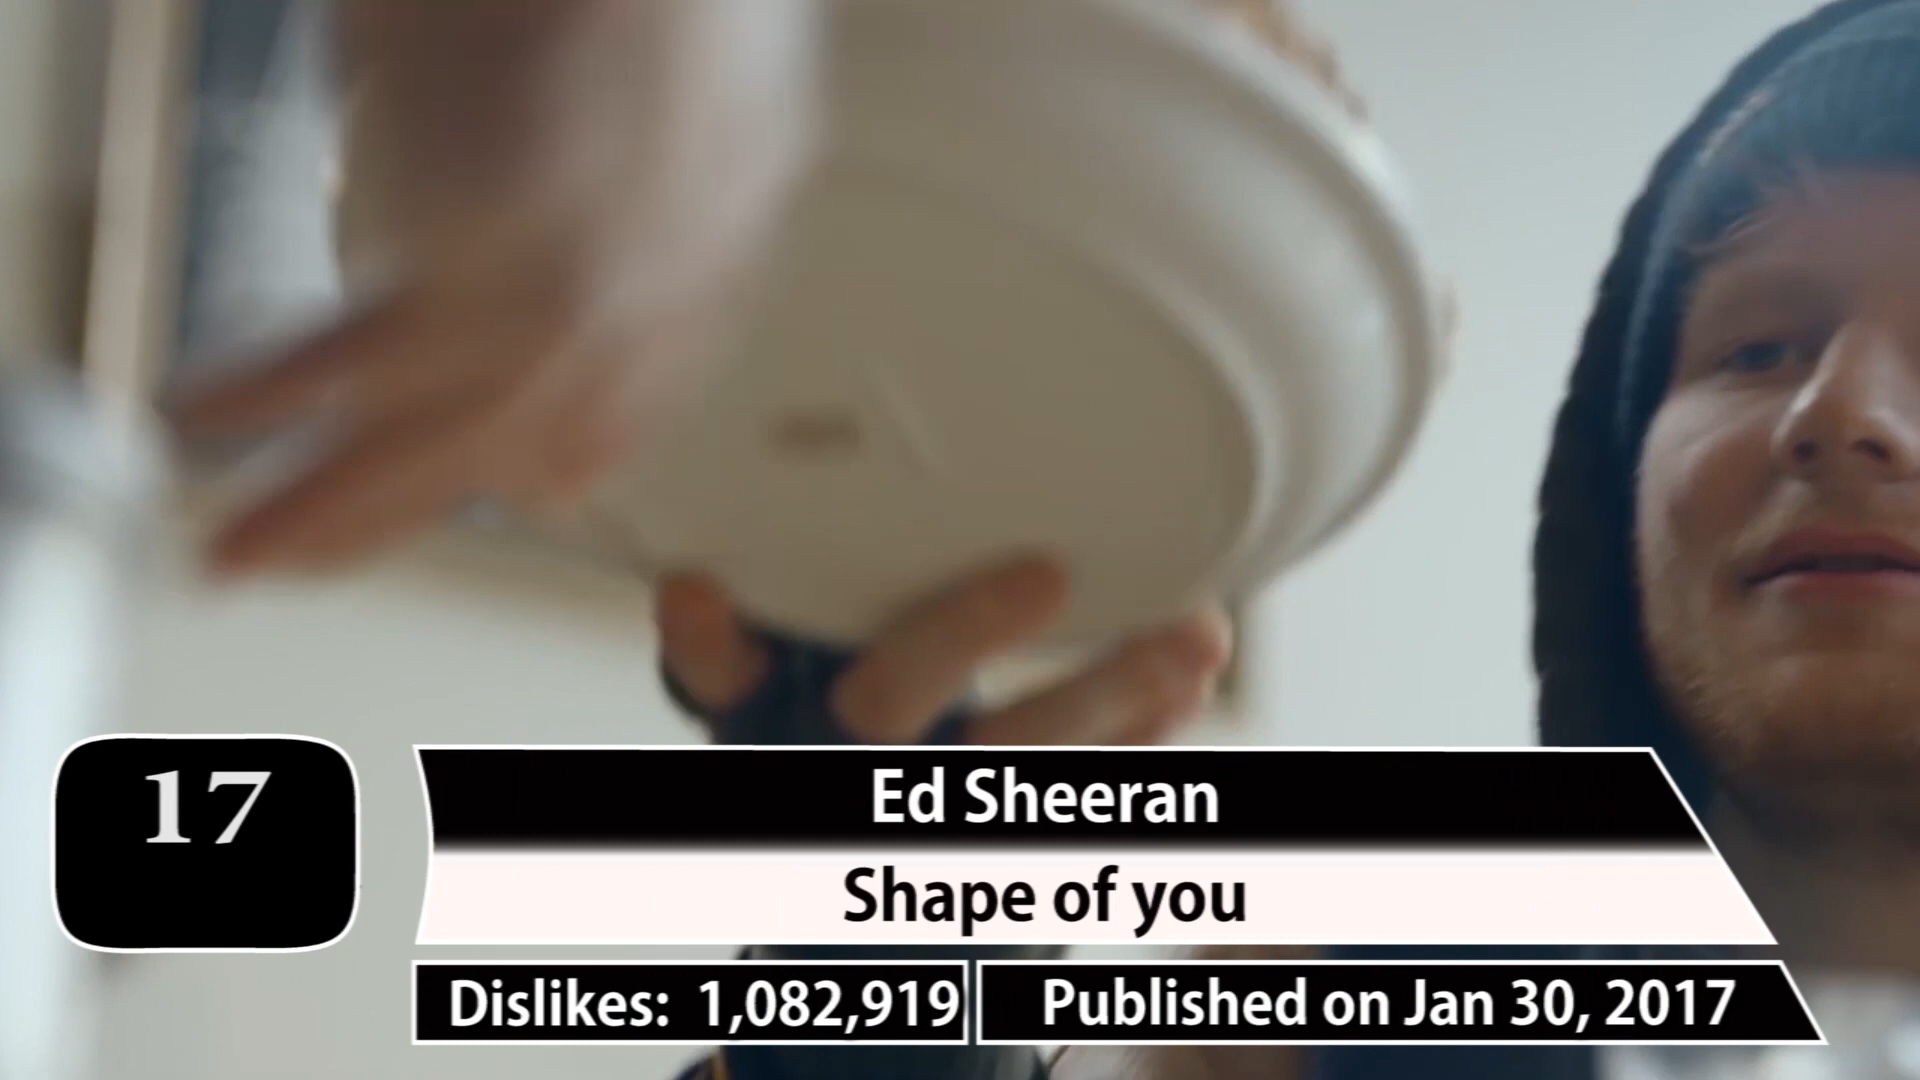 17
Ed Sheeran
Shape of you
Dislikes: 1,082,919
Published on Jan 30, 2017